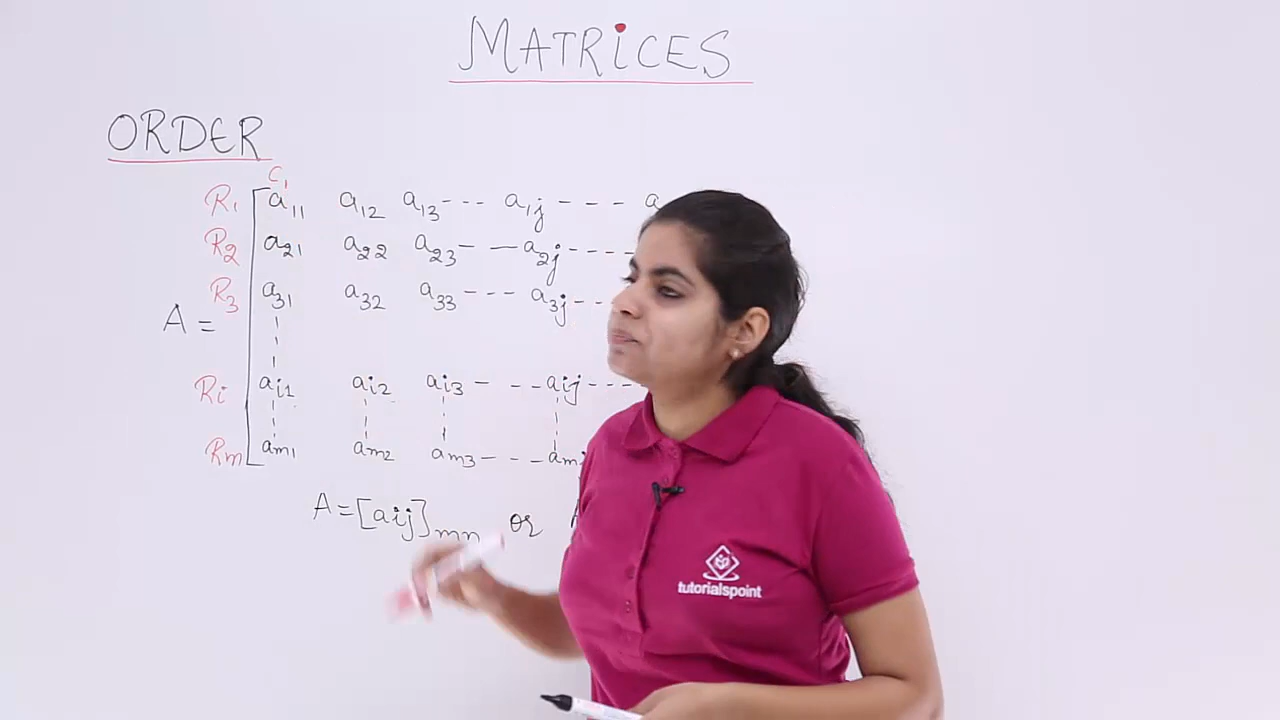 MATRICES
ORDER
C1
R1 a11 a12 a13 --- a1j ---- a
R2 a21 a22 a23 - — a2j ----
R3 a31 a32 a33 --- a3j --
A =
Ri ai1 ai2 ai3 - -- aij ----
Rm am1 am2 am3 - -- am
A = [aij]mn or
tutorialspoint